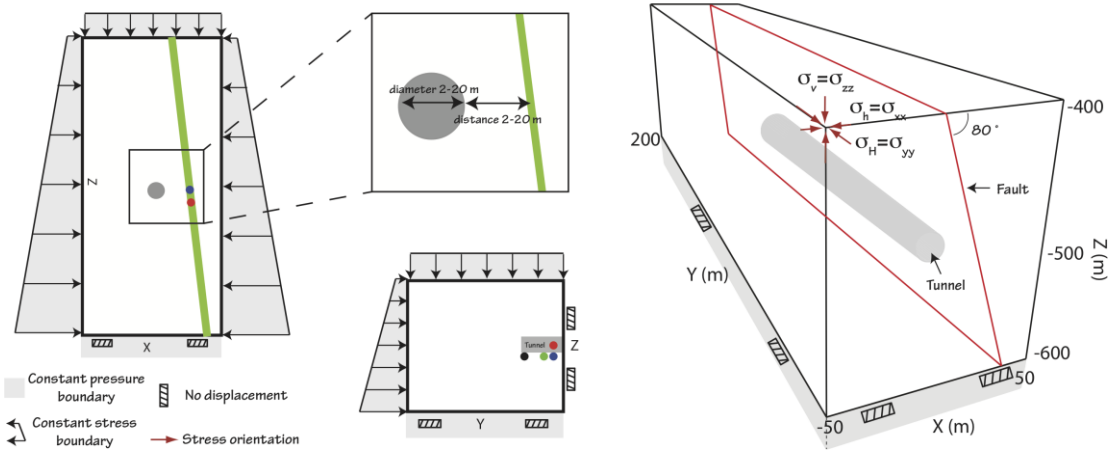 Z
X
diameter 2-20 m
distance 2-20 m
Tunnel
Z
Y
Constant pressure
boundary
No displacement
Constant stress
boundary
Stress orientation
σv=σzz
σh=σxx
σH=σyy
80°
-400
200
Fault
Y (m)
Z (m)
-500
Tunnel
-600
50
-50
X (m)